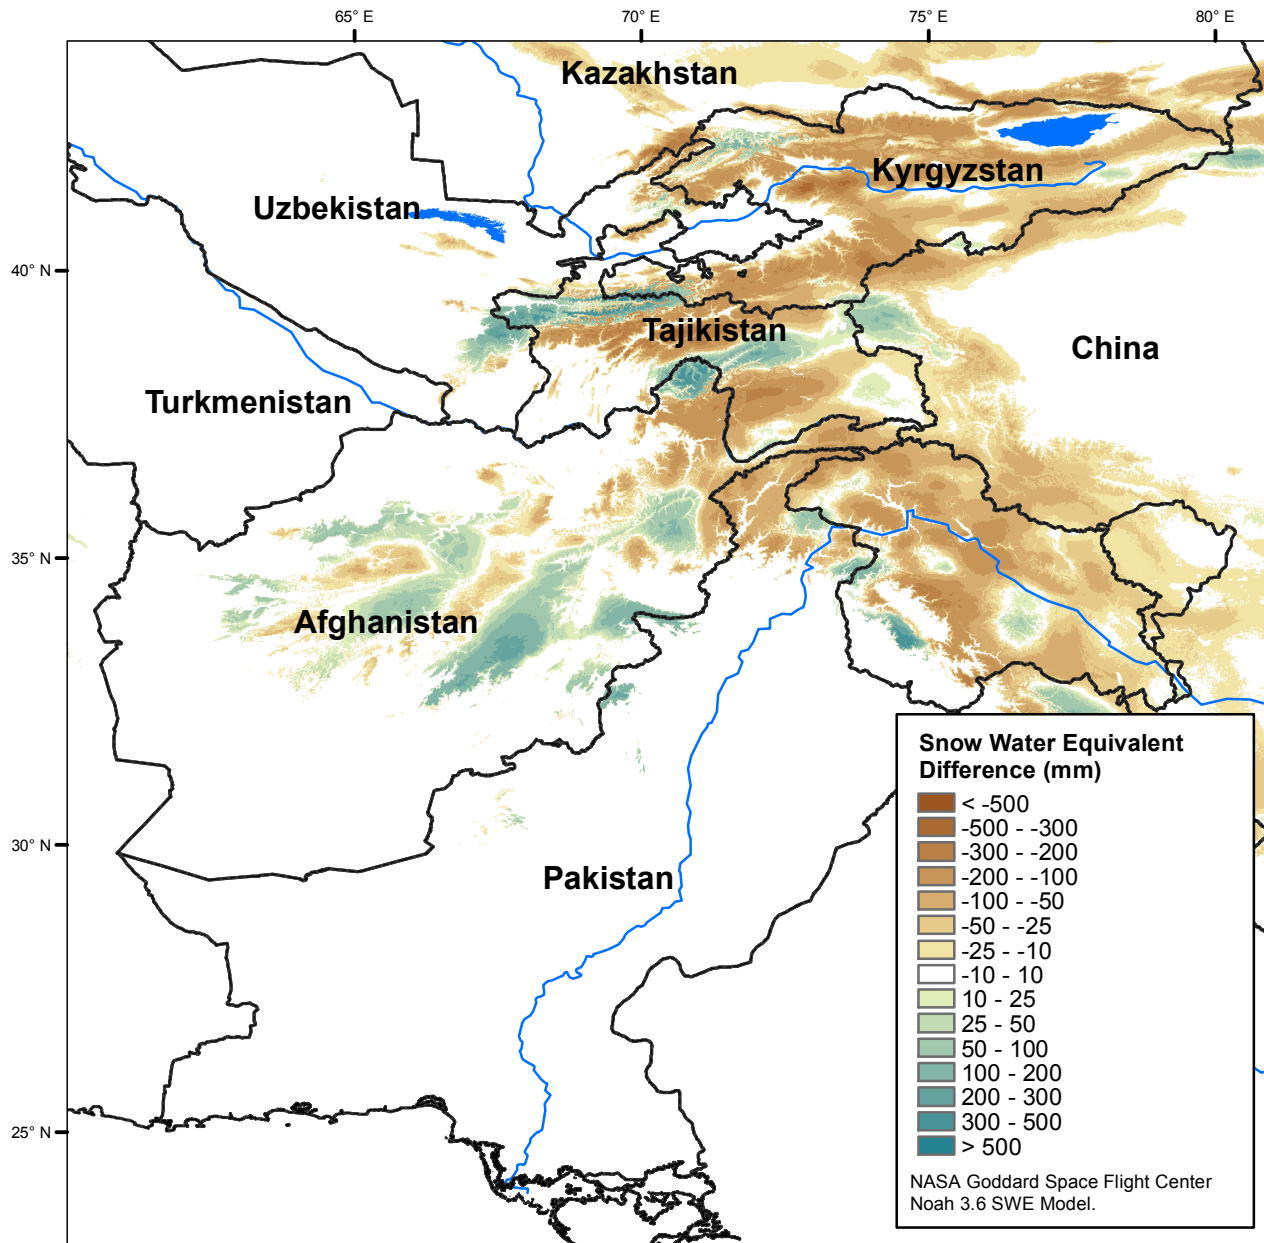 65° E
70° E
75° E
80° E
Kazakhstan
Kyrgyzstan
Uzbekistan
40° N
Tajikistan
China
Turkmenistan
35° N
Afghanistan
30° N
Pakistan
25° N
Snow Water Equivalent
Difference (mm)
< -500
-500 - -300
-300 - -200
-200 - -100
-100 - -50
-50 - -25
-25 - -10
-10 - 10
10 - 25
25 - 50
50 - 100
100 - 200
200 - 300
300 - 500
> 500
NASA Goddard Space Flight Center
Noah 3.6 SWE Model.